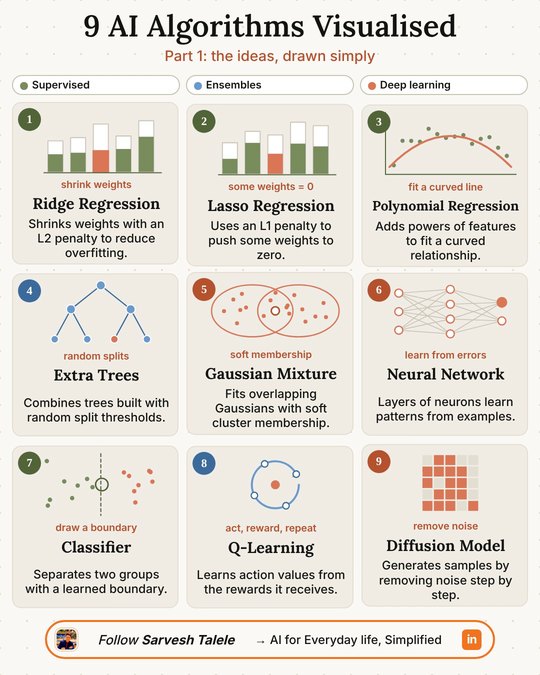 9 AI Algorithms Visualised
Part 1: the ideas, drawn simply
Supervised
Ensembles
Deep learning
1
shrink weights
Ridge Regression
Shrinks weights with an
L2 penalty to reduce
overfitting.
2
some weights = 0
Lasso Regression
Uses an L1 penalty to
push some weights to
zero.
3
fit a curved line
Polynomial Regression
Adds powers of features
to fit a curved
relationship.
4
random splits
Extra Trees
Combines trees built with
random split thresholds.
5
soft membership
Gaussian Mixture
Fits overlapping
Gaussians with soft
cluster membership.
6
learn from errors
Neural Network
Layers of neurons learn
patterns from examples.
7
draw a boundary
Classifier
Separates two groups
with a learned boundary.
8
act, reward, repeat
Q-Learning
Learns action values from
the rewards it receives.
9
remove noise
Diffusion Model
Generates samples by
removing noise step by
step.
Follow Sarvesh Talele → AI for Everyday life, Simplified in